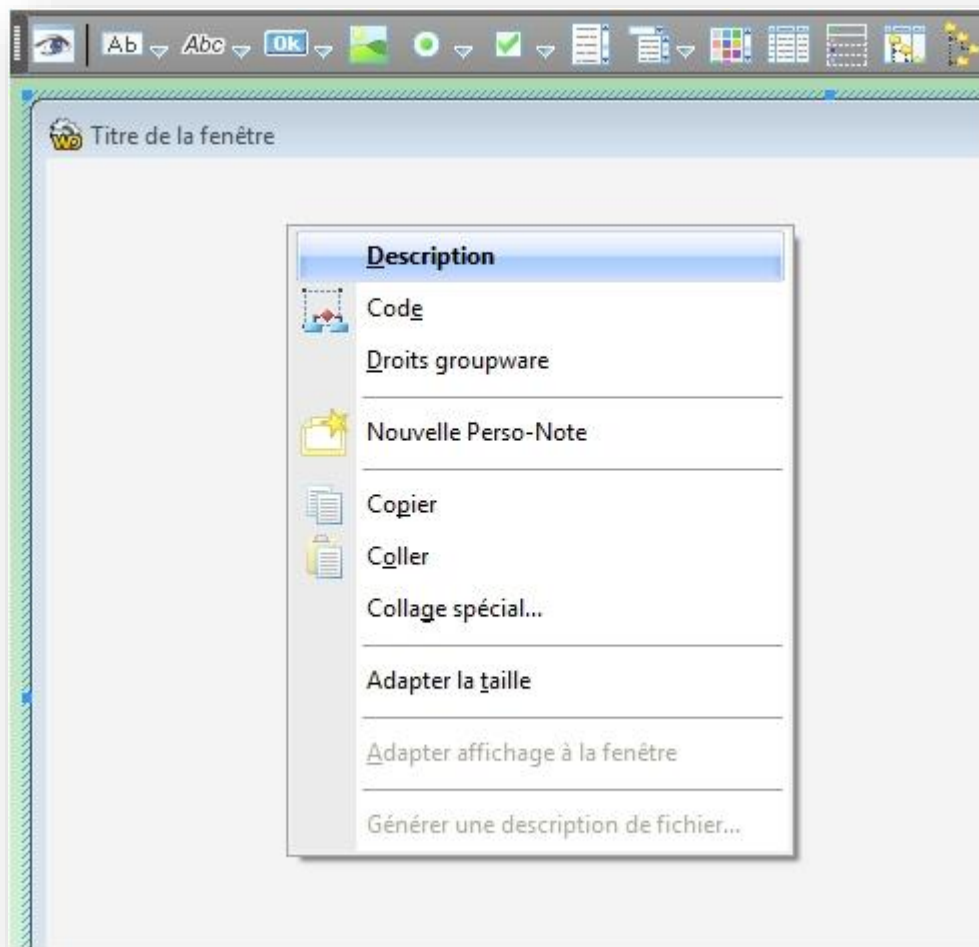 Ab Abc Ok
WD Titre de la fenêtre
Description
Code
Droits groupware
Nouvelle Perso-Note
Copier
Coller
Collage spécial...
Adapter la taille
Adapter affichage à la fenêtre
Générer une description de fichier...